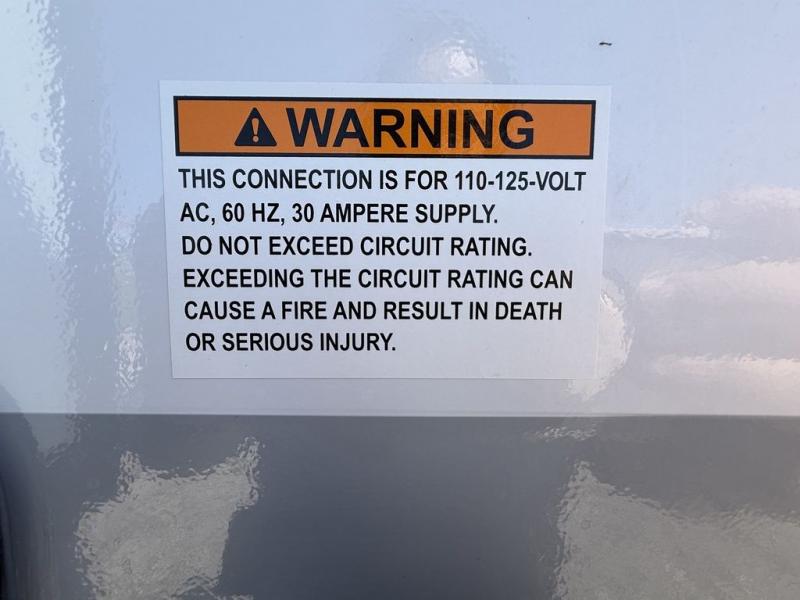 WARNING
THIS CONNECTION IS FOR 110-125-VOLT
AC, 60 HZ, 30 AMPERE SUPPLY.
DO NOT EXCEED CIRCUIT RATING.
EXCEEDING THE CIRCUIT RATING CAN
CAUSE A FIRE AND RESULT IN DEATH
OR SERIOUS INJURY.